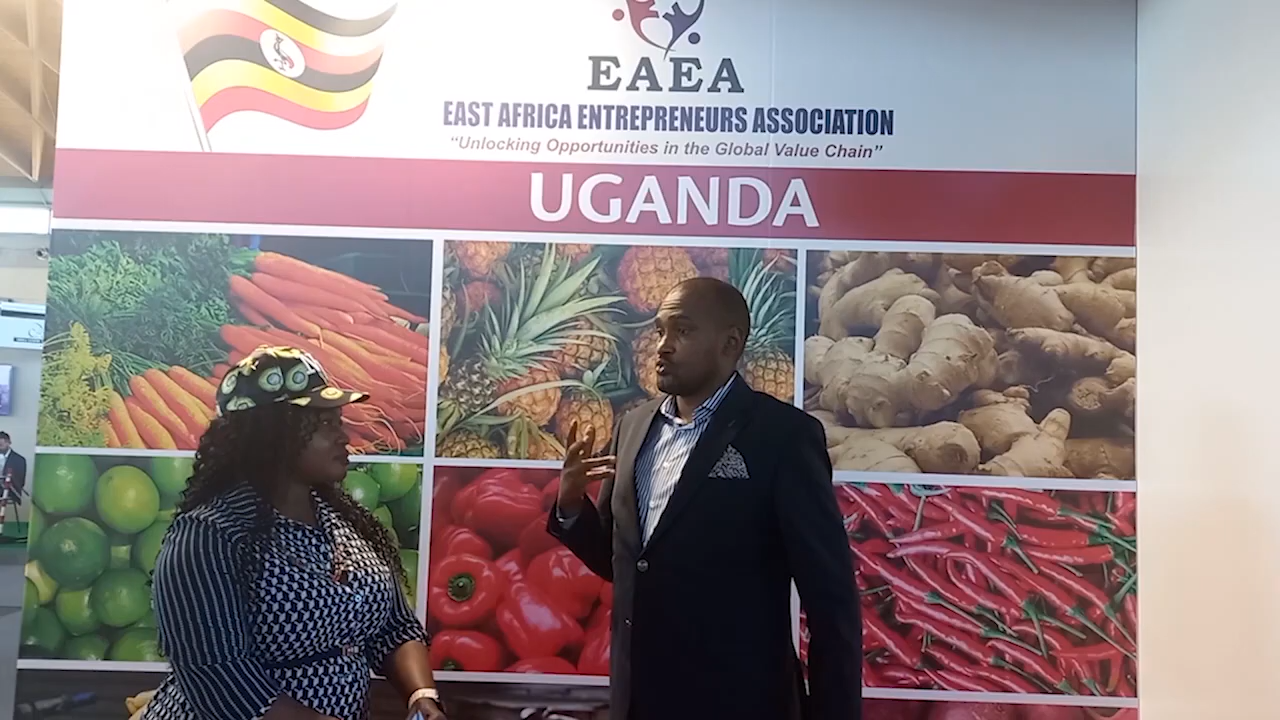 EAEA
EAST AFRICA ENTREPRENEURS ASSOCIATION
“Unlocking Opportunities in the Global Value Chain”
UGANDA